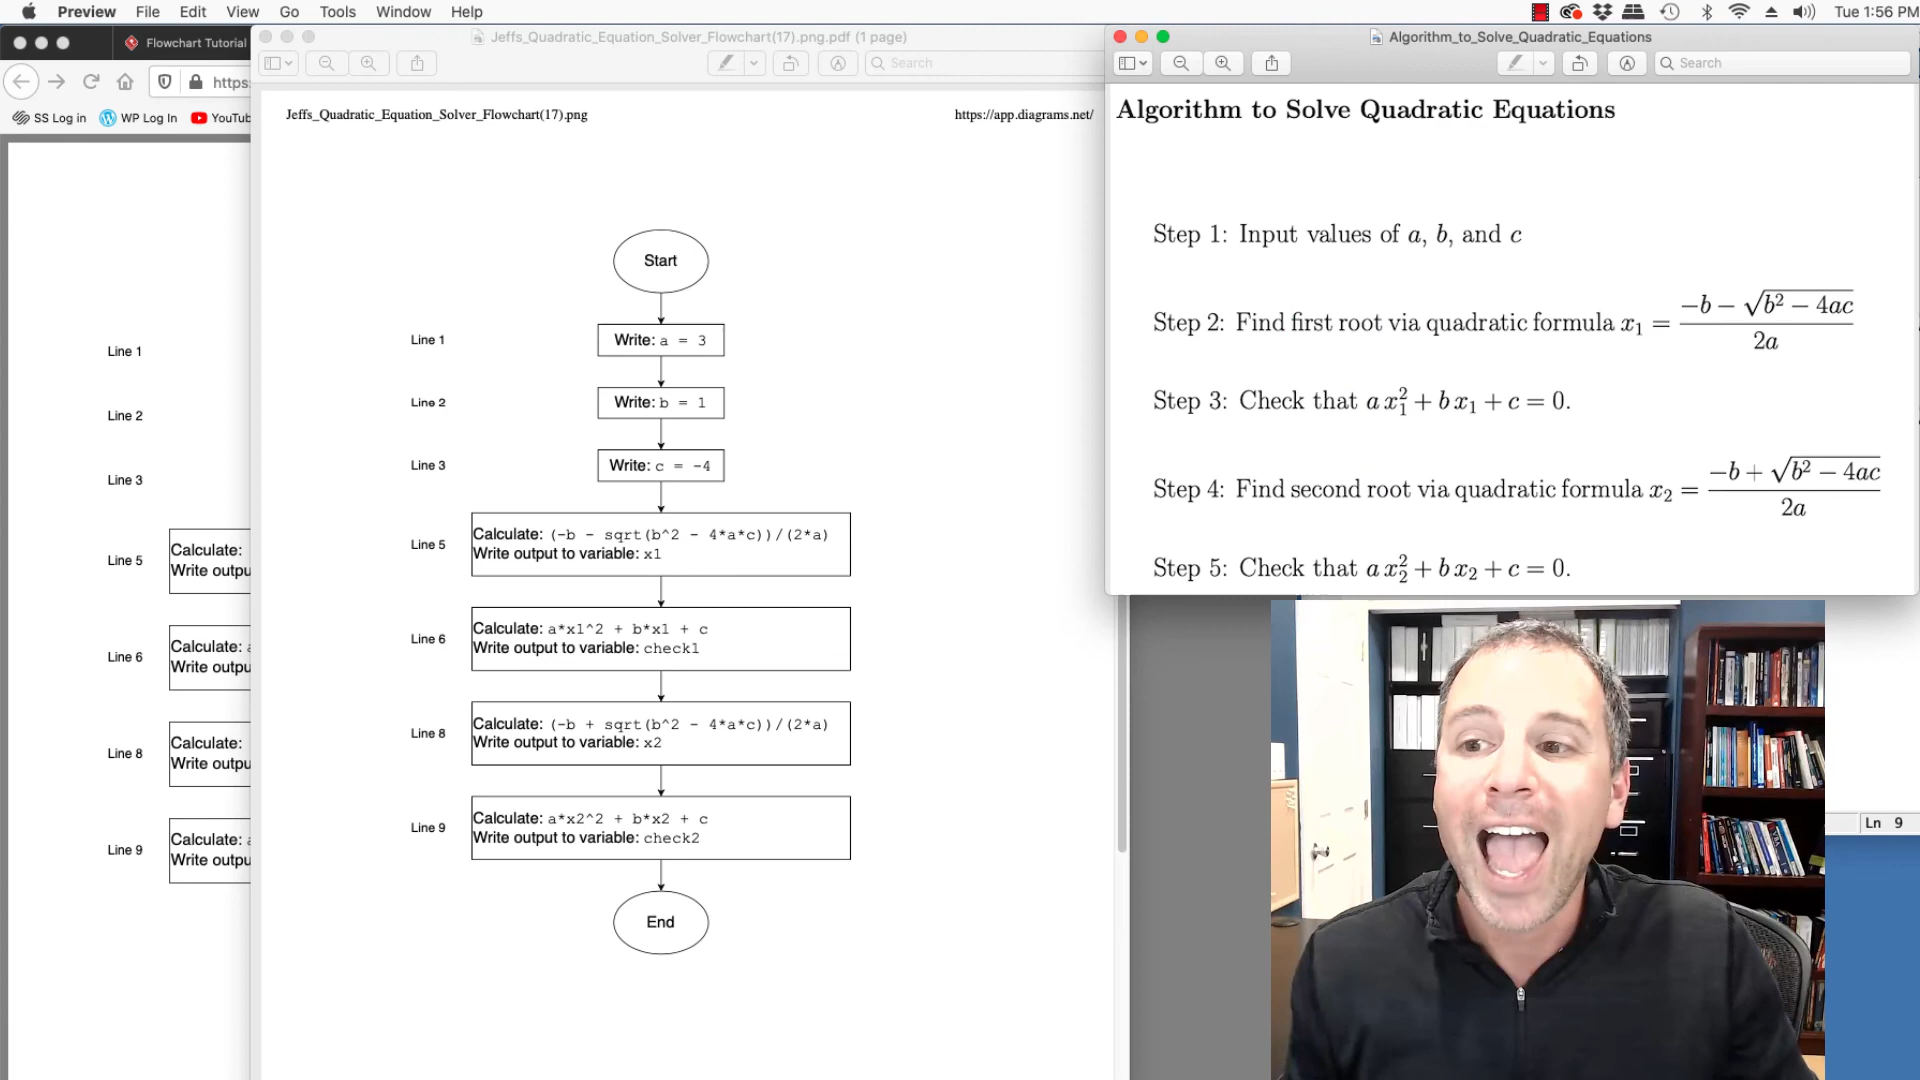 Preview File Edit View Go Tools Window Help
Tue 1:56 PM
Flowchart Tutorial
https:
SS Log in WP Log In YouTub
Line 1
Line 2
Line 3
Line 5
Calculate:
Write outpu
Line 6
Calculate: a
Write outpu
Line 8
Calculate:
Write outpu
Line 9
Calculate: a
Write outpu
Jeffs_Quadratic_Equation_Solver_Flowchart(17).png.pdf (1 page)
Search
Jeffs_Quadratic_Equation_Solver_Flowchart(17).png
https://app.diagrams.net/
Start
Line 1
Write: a = 3
Line 2
Write: b = 1
Line 3
Write: c = -4
Line 5
Calculate: (-b - sqrt(b^2 - 4*a*c))/(2*a)
Write output to variable: x1
Line 6
Calculate: a*x1^2 + b*x1 + c
Write output to variable: check1
Line 8
Calculate: (-b + sqrt(b^2 - 4*a*c))/(2*a)
Write output to variable: x2
Line 9
Calculate: a*x2^2 + b*x2 + c
Write output to variable: check2
End
Algorithm_to_Solve_Quadratic_Equations
Search
Algorithm to Solve Quadratic Equations
Step 1: Input values of a, b, and c
Step 2: Find first root via quadratic formula x₁ = (−b − √(b² − 4ac)) / 2a
Step 3: Check that a x₁² + b x₁ + c = 0.
Step 4: Find second root via quadratic formula x₂ = (−b + √(b² − 4ac)) / 2a
Step 5: Check that a x₂² + b x₂ + c = 0.
Ln 9